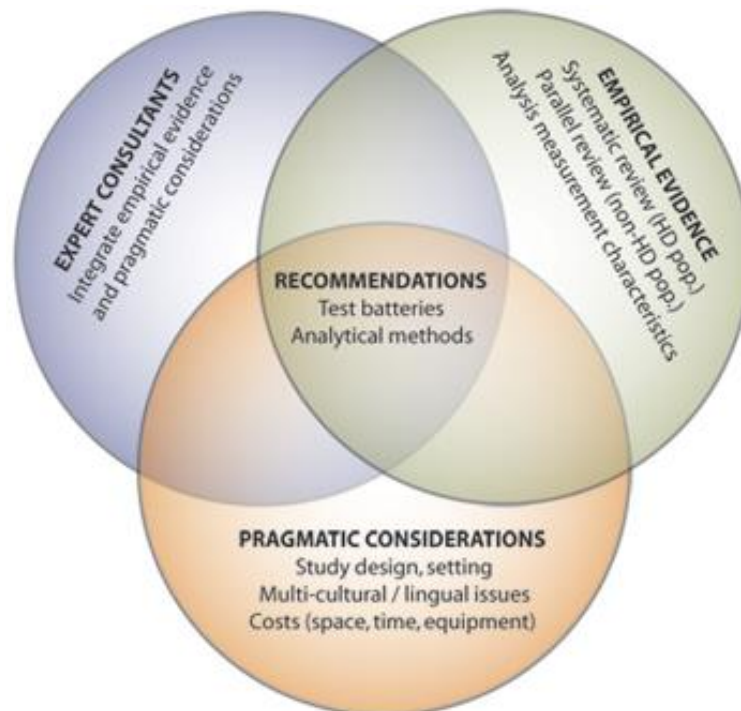 EXPERT CONSULTANTS
Integrate empirical evidence
and pragmatic considerations
EMPIRICAL EVIDENCE
Systematic review (HD pop.)
Parallel review (non-HD pop.)
Analysis measurement characteristics
RECOMMENDATIONS
Test batteries
Analytical methods
PRAGMATIC CONSIDERATIONS
Study design, setting
Multi-cultural / lingual issues
Costs (space, time, equipment)